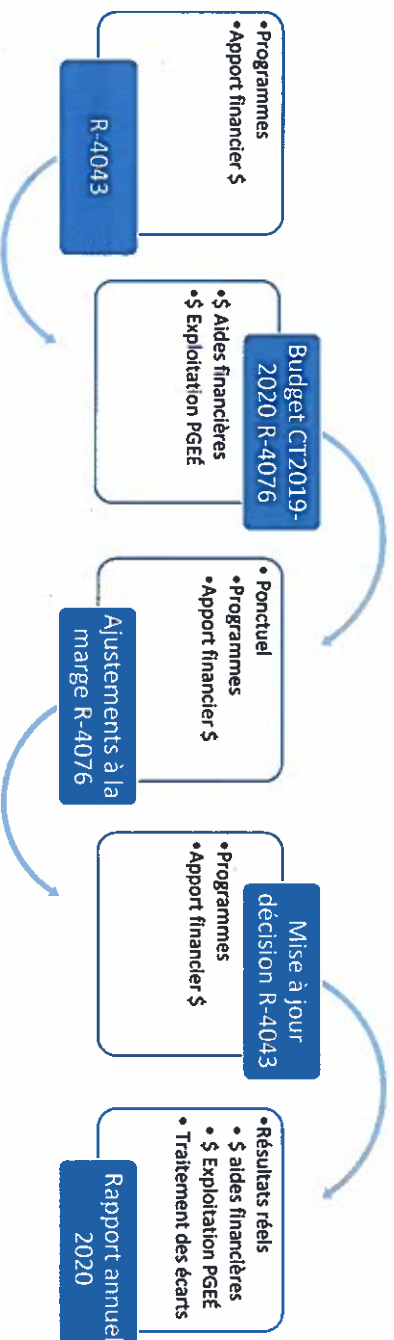 •Programmes
•Apport financier $
R-4043
Budget CT2019-
2020 R-4076
•$ Aides financières
•$ Exploitation PGEÉ
• Ponctuel
•Programmes
•Apport financier $
Ajustements à la
marge R-4076
Mise à jour
décision R-4043
•Programmes
•Apport financier $
•Résultats réels
• $ aides financières
• $ Exploitation PGEÉ
• Traitement des écarts
Rapport annuel
2020